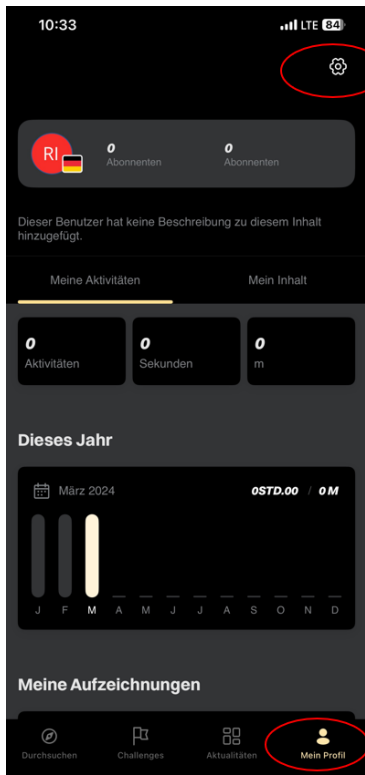 10:33 LTE 84
RI 0 0
Abonnenten Abonnenten
Dieser Benutzer hat keine Beschreibung zu diesem Inhalt
hinzugefügt.
Meine Aktivitäten Mein Inhalt
0 0 0
Aktivitäten Sekunden m
Dieses Jahr
März 2024 0STD.00 / 0 M
J F M A M J J A S O N D
Meine Aufzeichnungen
Durchsuchen Challenges Aktualitäten Mein Profil